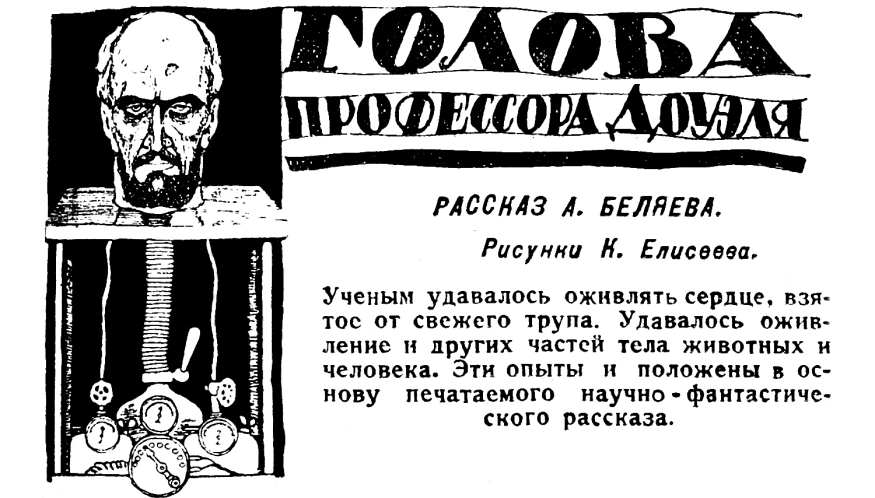 ГОЛОВА
ПРОФЕССОРА ДОУЭЛЯ
РАССКАЗ А. БЕЛЯЕВА.
Рисунки К. Елисеева.
Ученым удавалось оживлять сердце, взя-
тое от свежего трупа. Удавалось ожив-
ление и других частей тела животных и
человека. Эти опыты и положены в ос-
нову печатаемого научно-фантастиче-
ского рассказа.